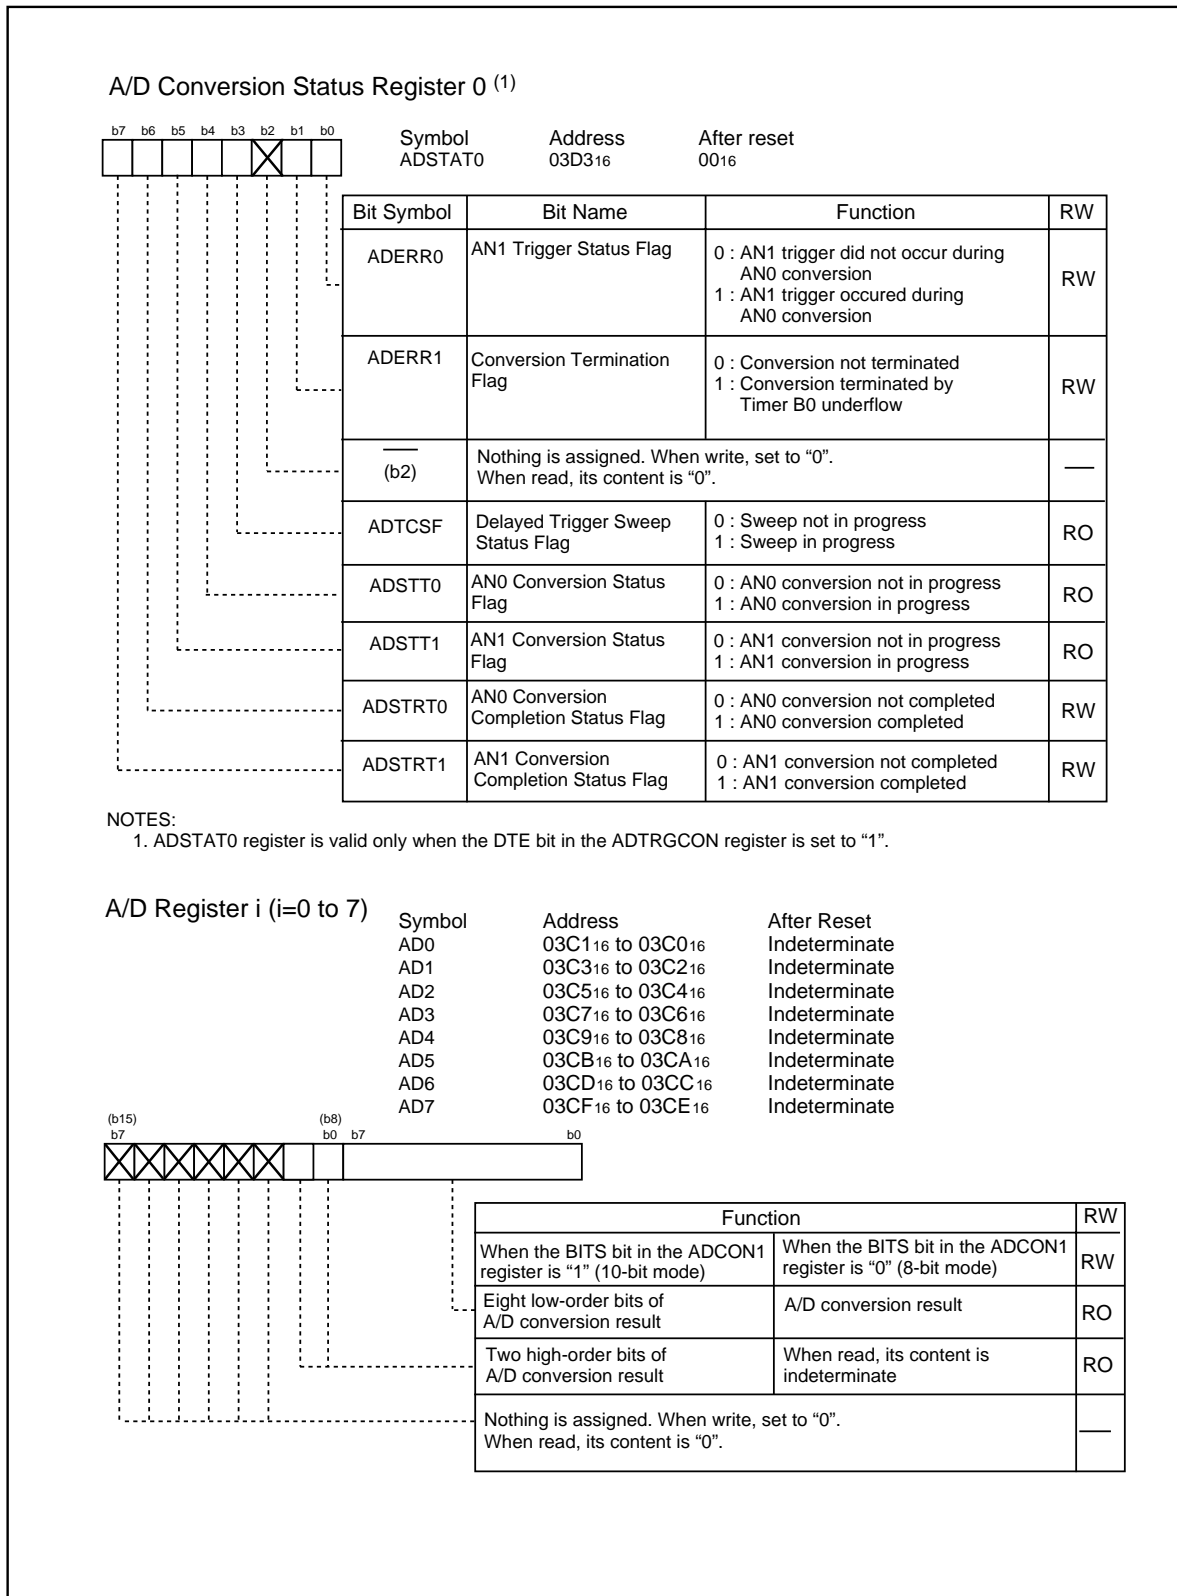 A/D Conversion Status Register 0 (1)
b7 b6 b5 b4 b3 b2 b1 b0
Symbol Address After reset
ADSTAT0 03D316 0016
Bit Symbol Bit Name Function RW
ADERR0 AN1 Trigger Status Flag 0 : AN1 trigger did not occur during
AN0 conversion
1 : AN1 trigger occured during
AN0 conversion
RW
ADERR1 Conversion Termination
Flag
0 : Conversion not terminated
1 : Conversion terminated by
Timer B0 underflow
RW
(b2)
Nothing is assigned. When write, set to “0”.
When read, its content is “0”.
ADTCSF Delayed Trigger Sweep
Status Flag
0 : Sweep not in progress
1 : Sweep in progress
RO
ADSTT0 AN0 Conversion Status
Flag
0 : AN0 conversion not in progress
1 : AN0 conversion in progress
RO
ADSTT1 AN1 Conversion Status
Flag
0 : AN1 conversion not in progress
1 : AN1 conversion in progress
RO
ADSTRT0 AN0 Conversion
Completion Status Flag
0 : AN0 conversion not completed
1 : AN0 conversion completed
RW
ADSTRT1 AN1 Conversion
Completion Status Flag
0 : AN1 conversion not completed
1 : AN1 conversion completed
RW
NOTES:
1. ADSTAT0 register is valid only when the DTE bit in the ADTRGCON register is set to “1”.
A/D Register i (i=0 to 7)
Symbol Address After Reset
AD0 03C116 to 03C016 Indeterminate
AD1 03C316 to 03C216 Indeterminate
AD2 03C516 to 03C416 Indeterminate
AD3 03C716 to 03C616 Indeterminate
AD4 03C916 to 03C816 Indeterminate
AD5 03CB16 to 03CA16 Indeterminate
AD6 03CD16 to 03CC16 Indeterminate
AD7 03CF16 to 03CE16 Indeterminate
(b15) (b8)
b7 b0 b7 b0
Function RW
When the BITS bit in the ADCON1
register is “1” (10-bit mode)
When the BITS bit in the ADCON1
register is “0” (8-bit mode)
RW
Eight low-order bits of
A/D conversion result
A/D conversion result
RO
Two high-order bits of
A/D conversion result
When read, its content is
indeterminate
RO
Nothing is assigned. When write, set to “0”.
When read, its content is “0”.